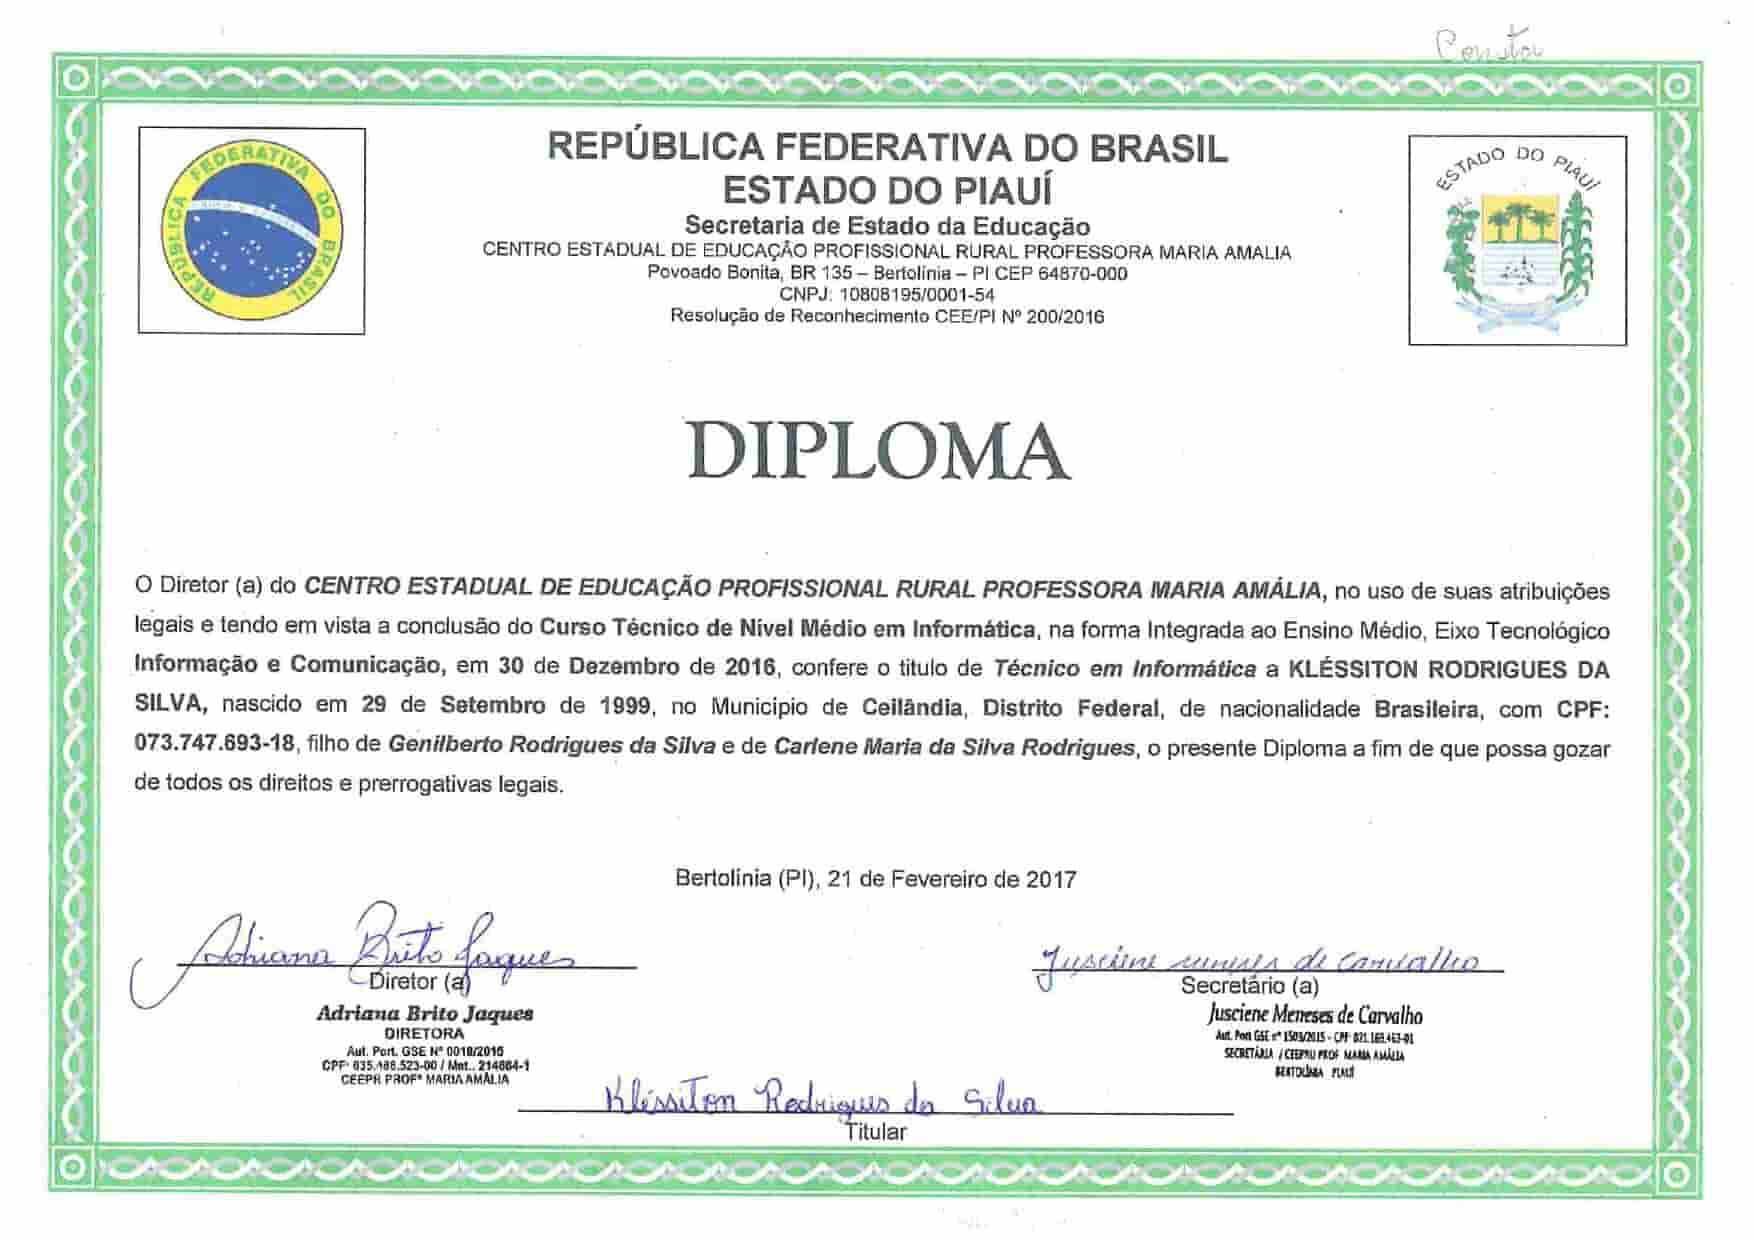 Consta
REPÚBLICA FEDERATIVA DO BRASIL
REPÚBLICA FEDERATIVA DO BRASIL
ESTADO DO PIAUÍ
ESTADO DO PIAUÍ
Secretaria de Estado da Educação
CENTRO ESTADUAL DE EDUCAÇÃO PROFISSIONAL RURAL PROFESSORA MARIA AMALIA
Povoado Bonita, BR 135 – Bertolínia – PI CEP 64870-000
CNPJ: 10808195/0001-54
Resolução de Reconhecimento CEE/PI Nº 200/2016
DIPLOMA
O Diretor (a) do CENTRO ESTADUAL DE EDUCAÇÃO PROFISSIONAL RURAL PROFESSORA MARIA AMÁLIA, no uso de suas atribuições
legais e tendo em vista a conclusão do Curso Técnico de Nível Médio em Informática, na forma Integrada ao Ensino Médio, Eixo Tecnológico
Informação e Comunicação, em 30 de Dezembro de 2016, confere o titulo de Técnico em Informática a KLÉSSITON RODRIGUES DA
SILVA, nascido em 29 de Setembro de 1999, no Municipio de Ceilândia, Distrito Federal, de nacionalidade Brasileira, com CPF:
073.747.693-18, filho de Genilberto Rodrigues da Silva e de Carlene Maria da Silva Rodrigues, o presente Diploma a fim de que possa gozar
de todos os direitos e prerrogativas legais.
Bertolínia (PI), 21 de Fevereiro de 2017
Adriana Brito Jaques
Diretor (a)
Adriana Brito Jaques
DIRETORA
Aut. Port. GSE Nº 0018/2015
CPF: 035.486.523-00 / Mat.. 214664-1
CEEPR PROFª MARIA AMÁLIA
Jusciene meneses de Carvalho
Secretário (a)
Jusciene Meneses de Carvalho
Aut. Port GSE nº 1503/2015 - CPF: 021.169.463-01
SECRETÁRIA / CEEPRU PROF MARIA AMÁLIA
BERTOLÍNIA PIAUÍ
Kléssiton Rodrigues da Silva
Titular